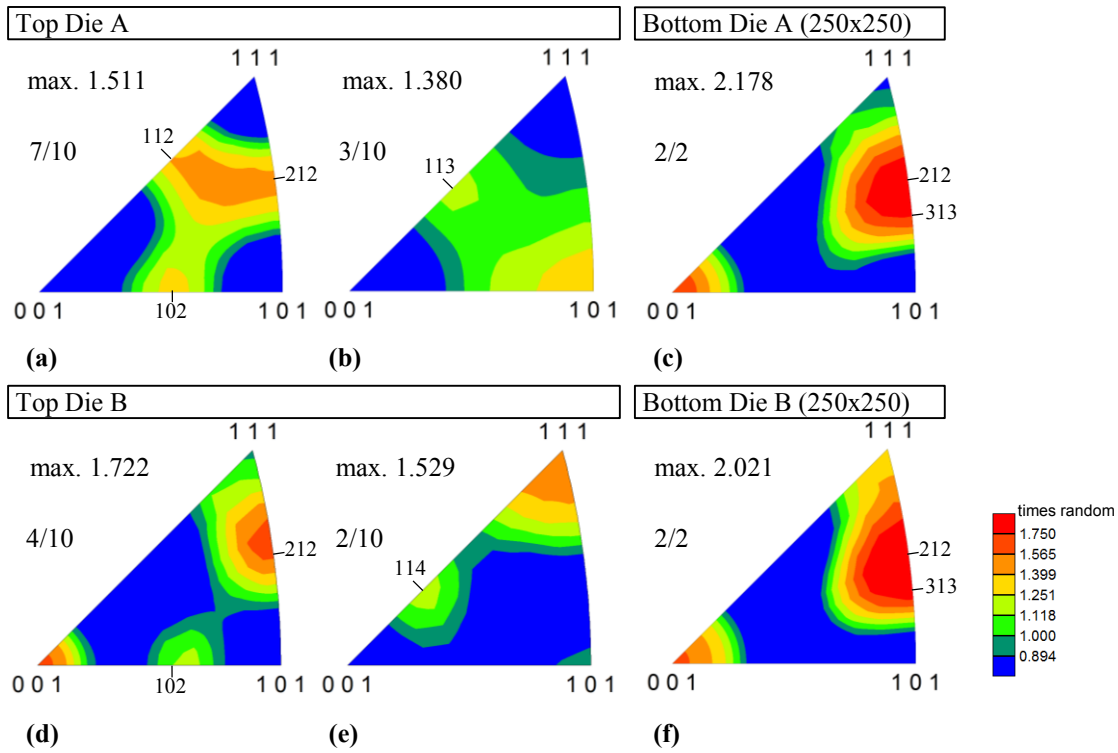 Top Die A
Bottom Die A (250x250)
1 1 1
1 1 1
1 1 1
max. 1.511
max. 1.380
max. 2.178
7/10
3/10
2/2
112
113
212
212
313
0 0 1
102
1 0 1
0 0 1
1 0 1
0 0 1
1 0 1
(a)
(b)
(c)
Top Die B
Bottom Die B (250x250)
1 1 1
1 1 1
1 1 1
max. 1.722
max. 1.529
max. 2.021
4/10
2/10
2/2
212
114
212
313
times random
1.750
1.565
1.399
1.251
1.118
1.000
0.894
0 0 1
102
1 0 1
0 0 1
1 0 1
0 0 1
1 0 1
(d)
(e)
(f)